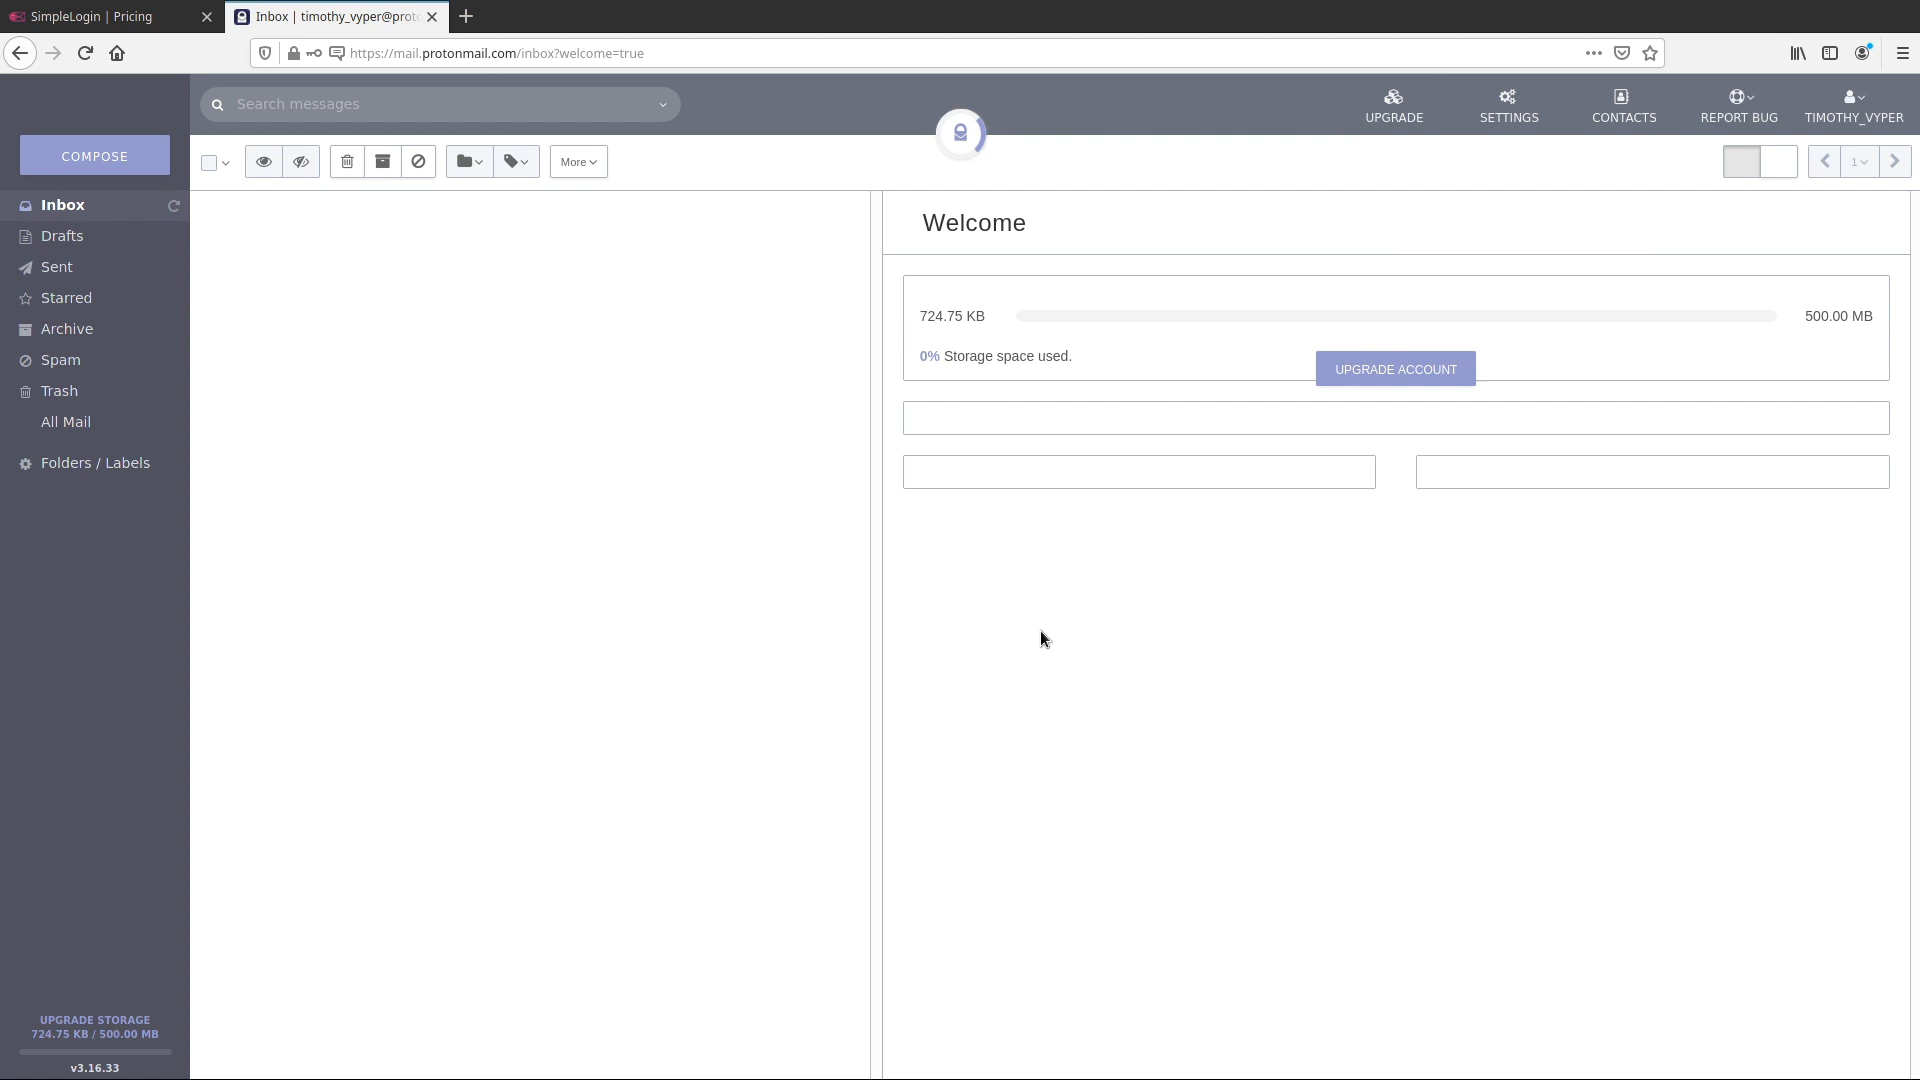 SimpleLogin | Pricing
Inbox | timothy_vyper@proto
https://mail.protonmail.com/inbox?welcome=true
Search messages
UPGRADE
SETTINGS
CONTACTS
REPORT BUG
TIMOTHY_VYPER
COMPOSE
More
1
Inbox
Drafts
Sent
Starred
Archive
Spam
Trash
All Mail
Folders / Labels
Welcome
724.75 KB
500.00 MB
0% Storage space used.
UPGRADE ACCOUNT
UPGRADE STORAGE
724.75 KB / 500.00 MB
v3.16.33